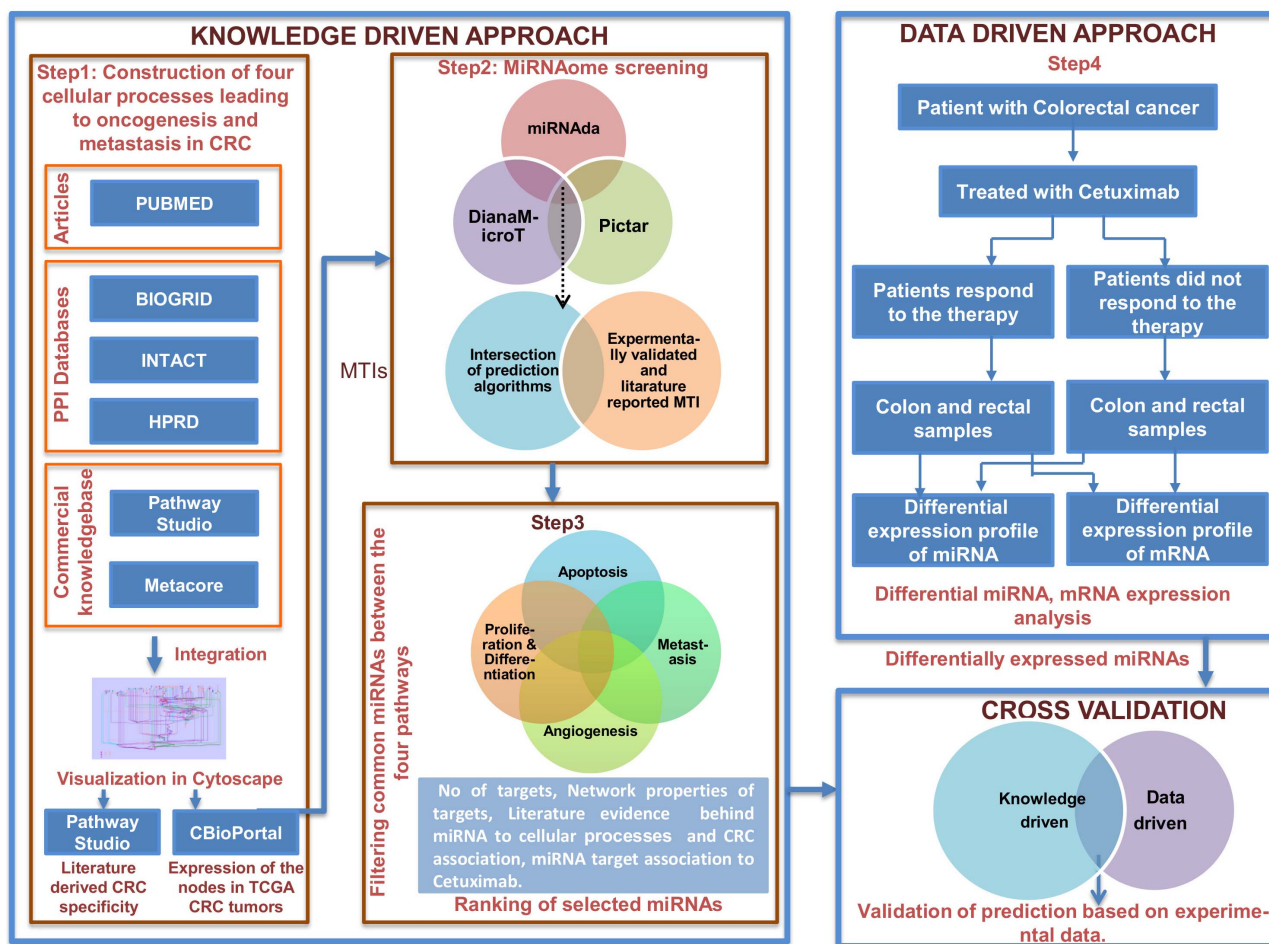 KNOWLEDGE DRIVEN APPROACH
Step1: Construction of four
cellular processes leading
to oncogenesis and
metastasis in CRC
Articles
PUBMED
PPI Databases
BIOGRID
INTACT
HPRD
Commercial
knowledgebase
Pathway
Studio
Metacore
Integration
Visualization in Cytoscape
Pathway
Studio
CBioPortal
Literature
derived CRC
specificity
Expression of the
nodes in TCGA
CRC tumors
MTIs
Step2: MiRNAome screening
miRNAda
DianaM-
icroT
Pictar
Intersection
of prediction
algorithms
Expermenta-
lly validated
and
litarature
reported MTI
Filtering common miRNAs between the
four pathways
Step3
Apoptosis
Prolife-
ration &
Differe-
ntiation
Metast-
asis
Angiogenesis
No of targets, Network properties of
targets, Literature evidence behind
miRNA to cellular processes and CRC
association, miRNA target association to
Cetuximab.
Ranking of selected miRNAs
DATA DRIVEN APPROACH
Step4
Patient with Colorectal cancer
Treated with Cetuximab
Patients respond
to the therapy
Patients did not
respond to the
therapy
Colon and rectal
samples
Colon and rectal
samples
Differential
expression profile
of miRNA
Differential
expression profile
of mRNA
Differential miRNA, mRNA expression
analysis
Differentially expressed miRNAs
CROSS VALIDATION
Knowledge
driven
Data
driven
Validation of prediction based on experime-
ntal data.